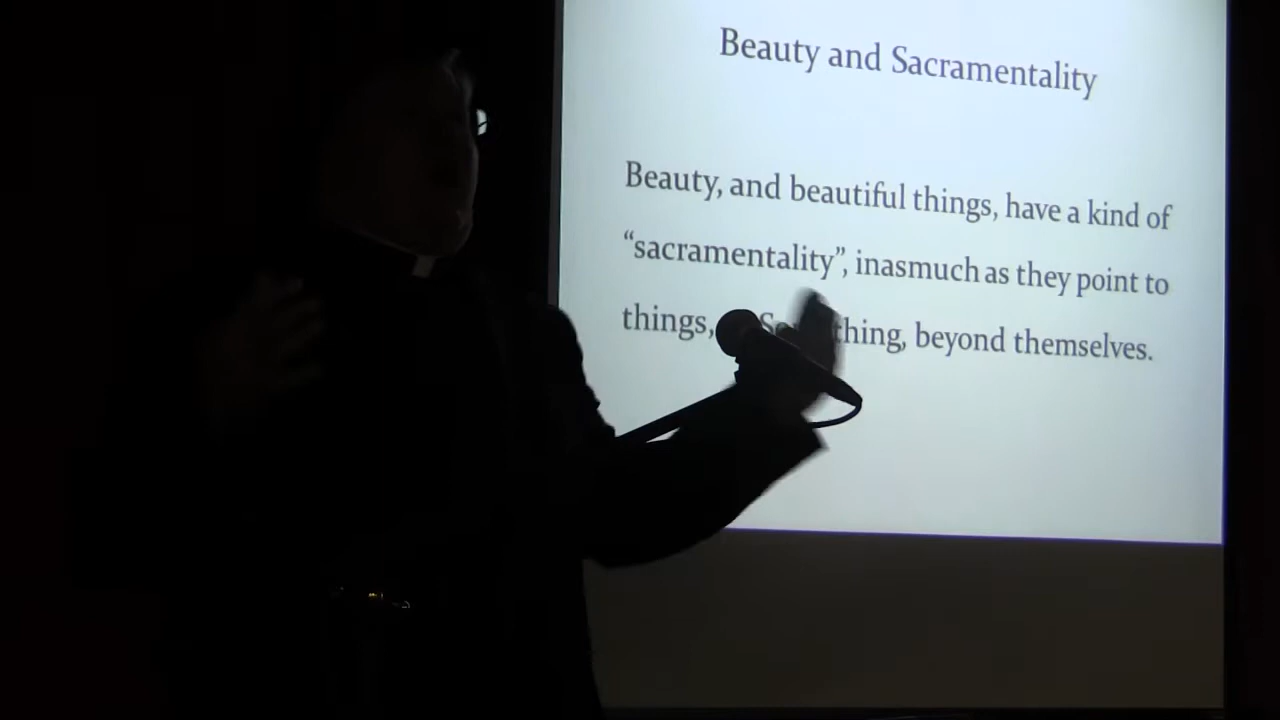 Beauty and Sacramentality
Beauty, and beautiful things, have a kind of
“sacramentality”, inasmuch as they point to
things, beyond themselves.